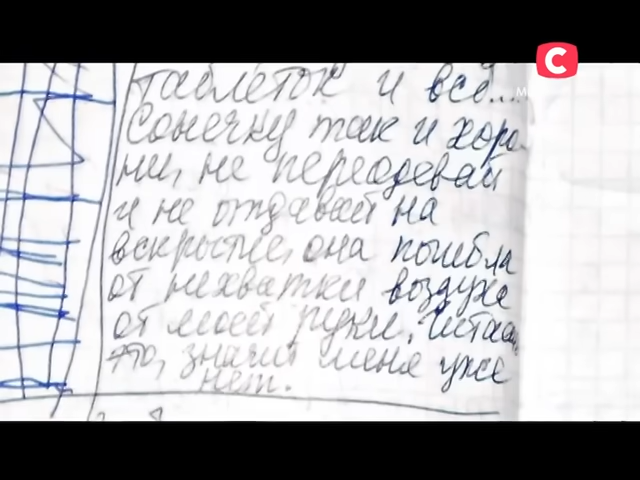 С
таблеток и всё...
Сонечку так и хоро
ни, не переодевай
и не отдавай на
вскрытие, она погибла
от нехватки воздуха
от моей руки. Читаешь
это, значит меня уже
нет.